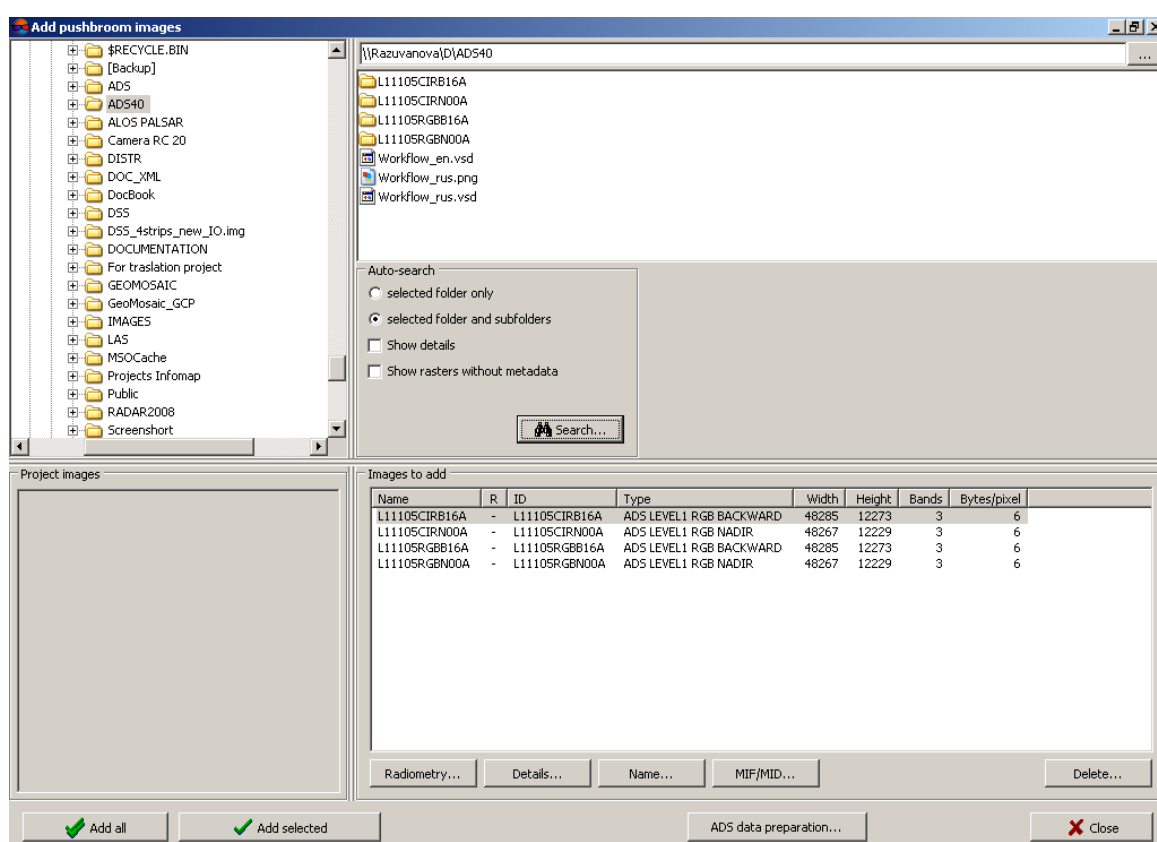 Add pushbroom images
$RECYCLE.BIN
[Backup]
ADS
ADS40
ALOS PALSAR
Camera RC 20
DISTR
DOC_XML
DocBook
DSS
DSS_4strips_new_IO.img
DOCUMENTATION
For traslation project
GEOMOSAIC
GeoMosaic_GCP
IMAGES
LAS
MSOCache
Projects Infomap
Public
RADAR2008
Screenshort
\\Razuvanova\D\ADS40
...
L11105CIRB16A
L11105CIRN00A
L11105RGBB16A
L11105RGBN00A
Workflow_en.vsd
Workflow_rus.png
Workflow_rus.vsd
Auto-search
selected folder only
selected folder and subfolders
Show details
Show rasters without metadata
Search...
Project images
Images to add
Name R ID Type Width Height Bands Bytes/pixel
L11105CIRB16A - L11105CIRB16A ADS LEVEL1 RGB BACKWARD 48285 12273 3 6
L11105CIRN00A - L11105CIRN00A ADS LEVEL1 RGB NADIR 48267 12229 3 6
L11105RGBB16A - L11105RGBB16A ADS LEVEL1 RGB BACKWARD 48285 12273 3 6
L11105RGBN00A - L11105RGBN00A ADS LEVEL1 RGB NADIR 48267 12229 3 6
Radiometry... Details... Name... MIF/MID... Delete...
Add all Add selected ADS data preparation... Close